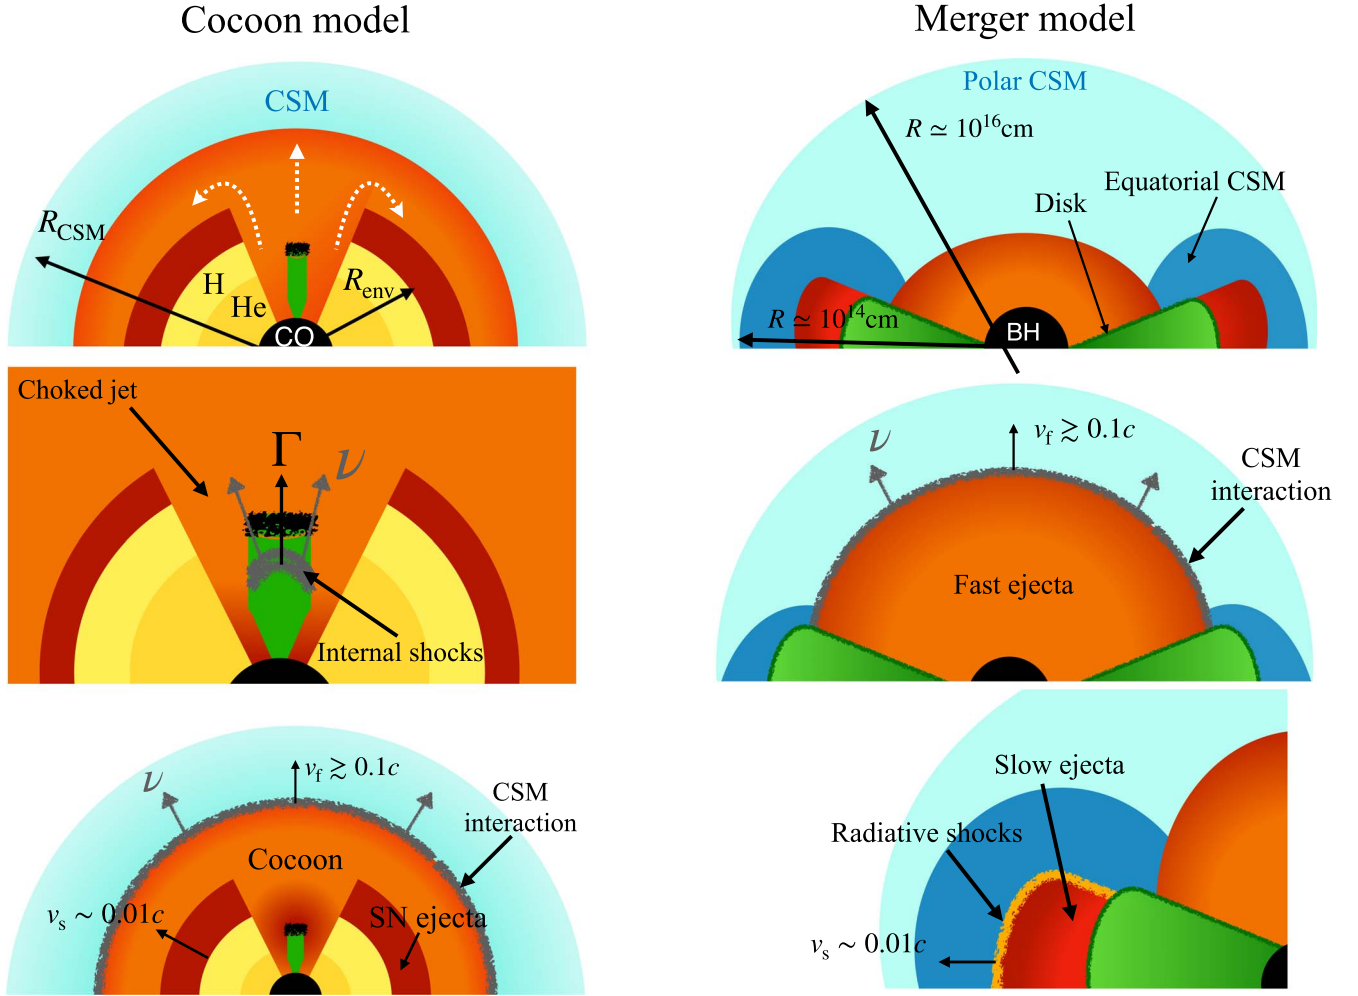 Cocoon model
CSM
R_CSM
H
He
R_env
CO
Choked jet
Γ
ν
Internal shocks
ν
v_f ≳ 0.1c
CSM
interaction
Cocoon
v_s ∼ 0.01c
SN ejecta
Merger model
Polar CSM
R ≃ 10^16cm
Equatorial CSM
Disk
R ≃ 10^14cm
BH
ν
v_f ≳ 0.1c
CSM
interaction
Fast ejecta
Slow ejecta
Radiative shocks
v_s ∼ 0.01c